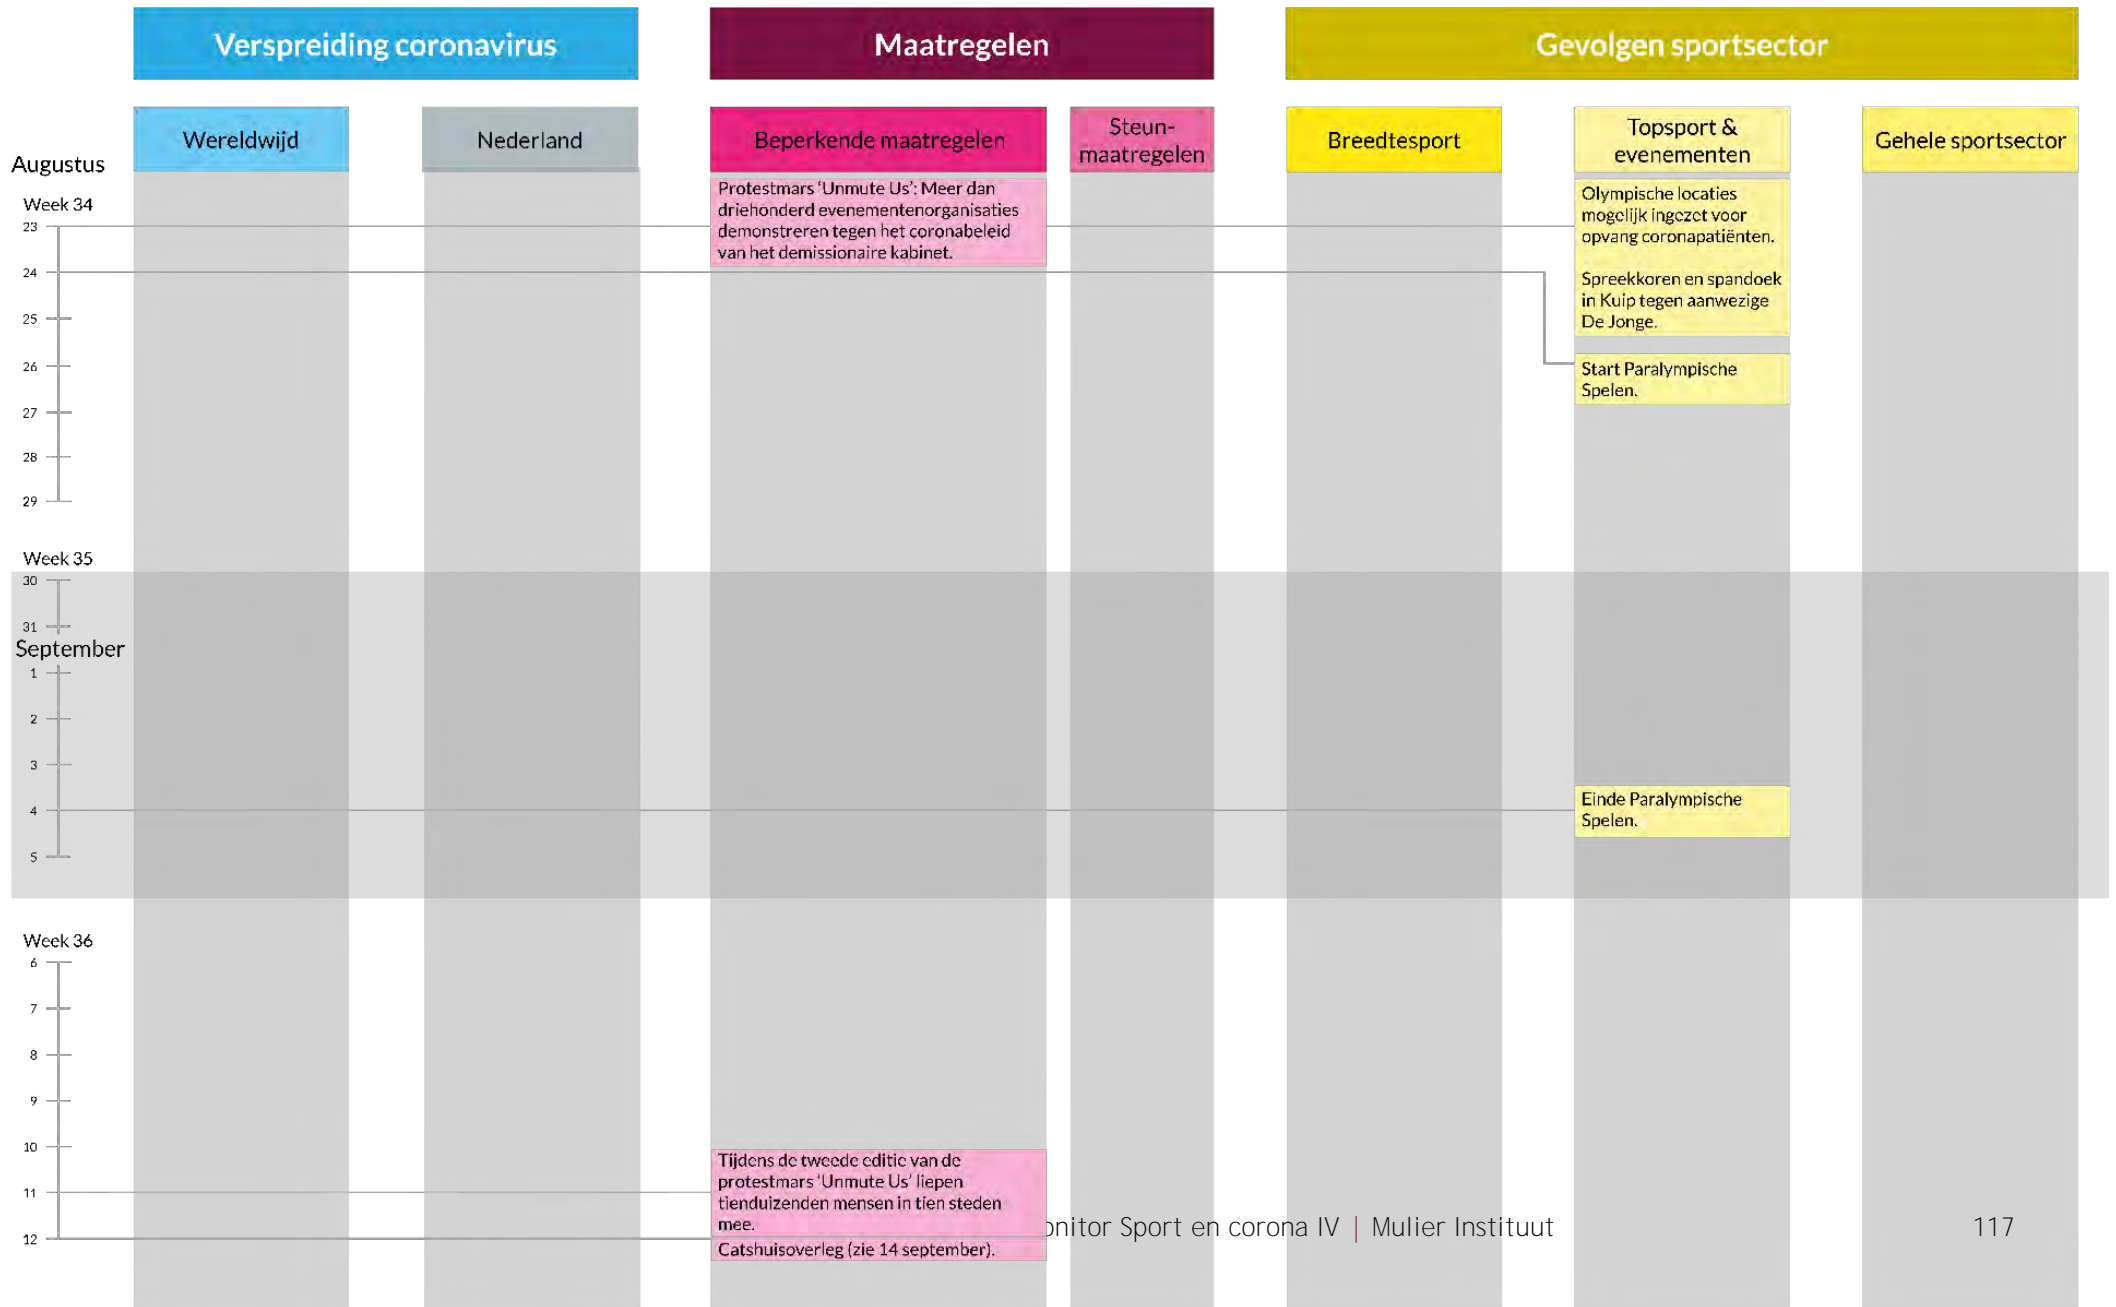 Verspreiding coronavirus
Maatregelen
Gevolgen sportsector
Wereldwijd
Nederland
Beperkende maatregelen
Steun-
maatregelen
Breedtesport
Topsport &
evenementen
Gehele sportsector
Augustus
Week 34
23
24
25
26
27
28
29
Protestmars ‘Unmute Us’: Meer dan
driehonderd evenementenorganisaties
demonstreren tegen het coronabeleid
van het demissionaire kabinet.
Olympische locaties
mogelijk ingezet voor
opvang coronapatiënten.
Spreekkoren en spandoek
in Kuip tegen aanwezige
De Jonge.
Start Paralympische
Spelen.
Week 35
30
31
September
1
2
3
4
5
Einde Paralympische
Spelen.
Week 36
6
7
8
9
10
11
12
Tijdens de tweede editie van de
protestmars ‘Unmute Us’ liepen
tienduizenden mensen in tien steden
mee.
Catshuisoverleg (zie 14 september).
onitor Sport en corona IV | Mulier Instituut
117